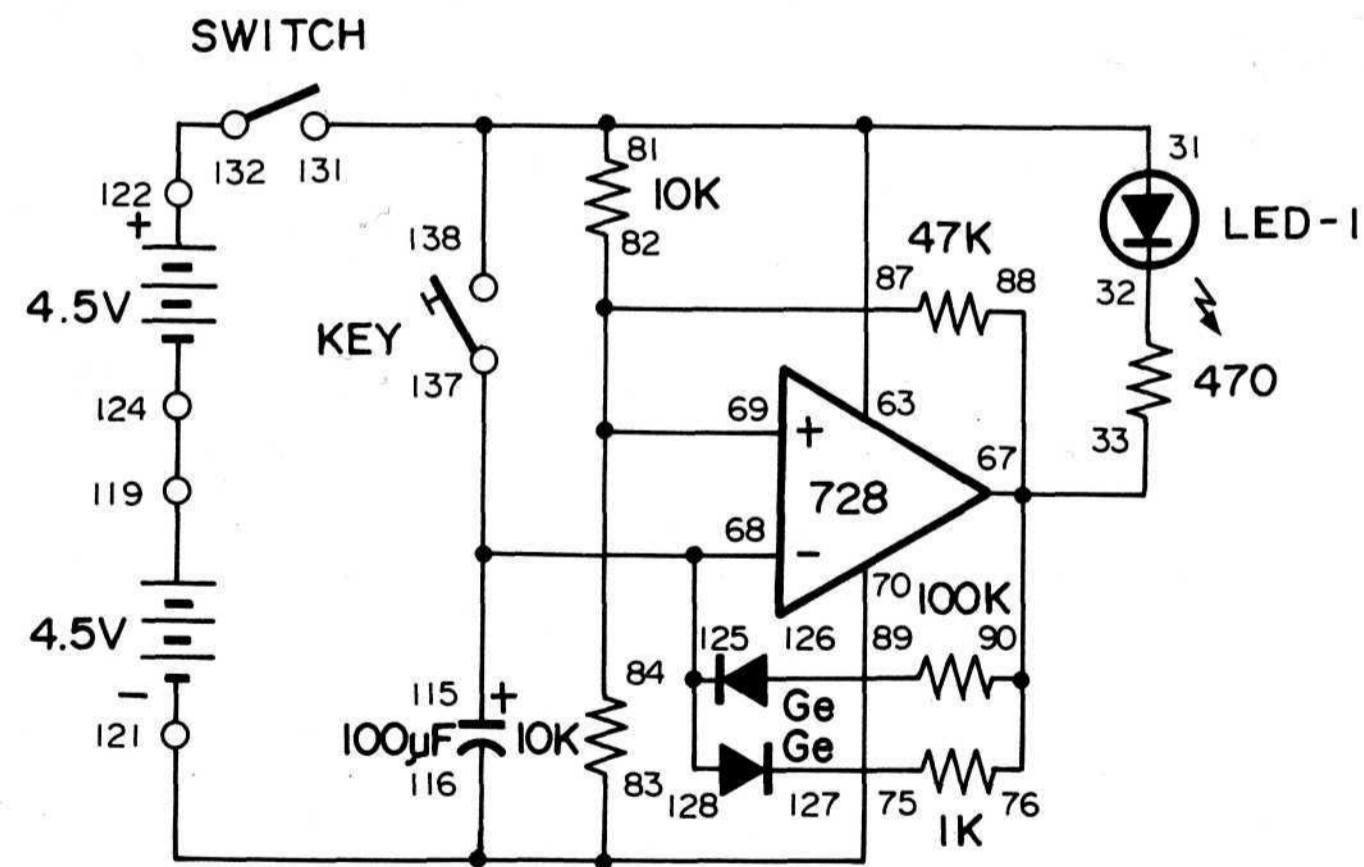 SWITCH
132 131
122
+
4.5V
124
119
4.5V
–
121
138
KEY
137
115 +
100μF
116
81
10K
82
84
10K
83
47K
87 88
69 +
63
728
67
68 –
70
100K
125 126 89 90
Ge
Ge
128 127 75 76
1K
31
LED-1
32
470
33